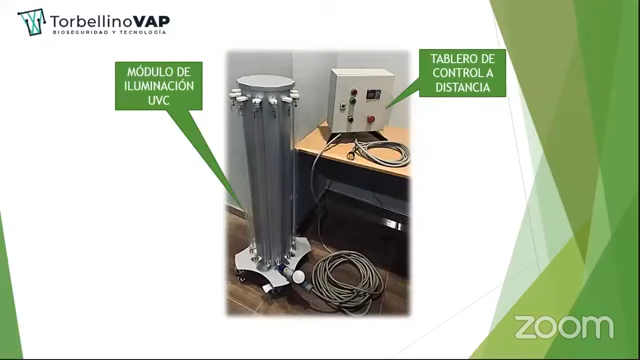 TorbellinoVAP
BIOSEGURIDAD Y TECNOLOGÍA
MÓDULO DE
ILUMINACIÓN
UVC
TABLERO DE
CONTROL A
DISTANCIA
zoom